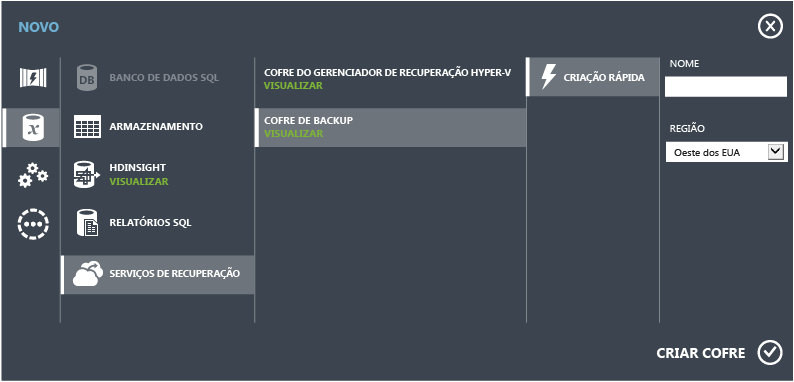 NOVO
DB
BANCO DE DADOS SQL
ARMAZENAMENTO
HDINSIGHT
VISUALIZAR
RELATÓRIOS SQL
SERVIÇOS DE RECUPERAÇÃO
COFRE DO GERENCIADOR DE RECUPERAÇÃO HYPER-V
VISUALIZAR
COFRE DE BACKUP
VISUALIZAR
CRIAÇÃO RÁPIDA
NOME
REGIÃO
Oeste dos EUA
CRIAR COFRE